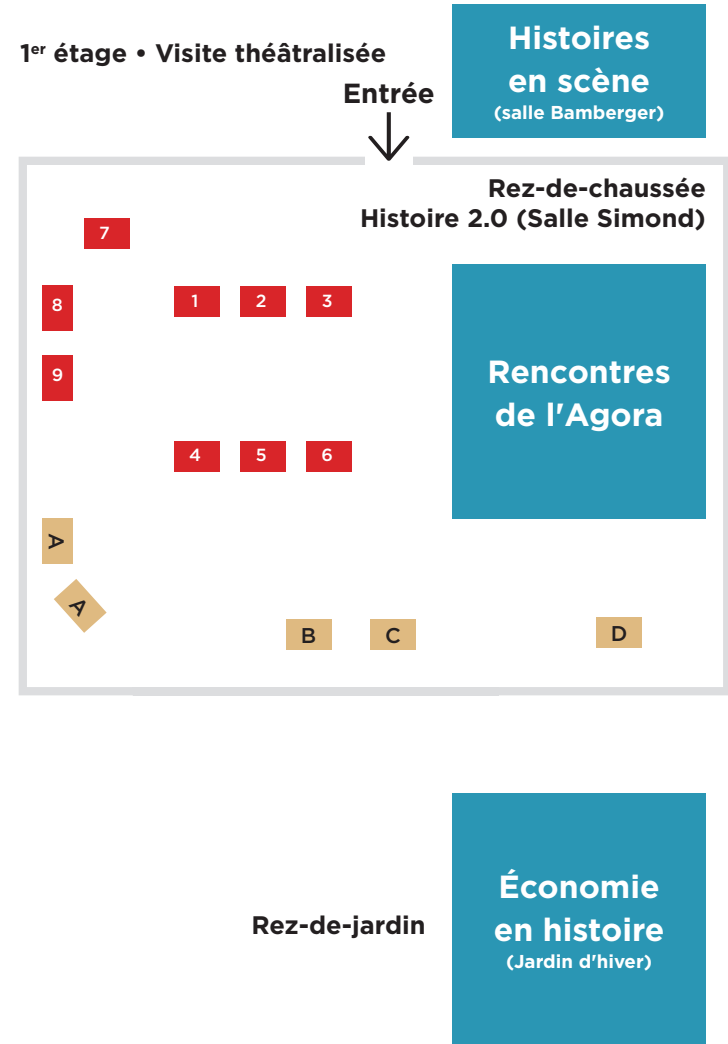 1er étage • Visite théâtralisée
Histoires
en scène
(salle Bamberger)
Entrée
Rez-de-chaussée
Histoire 2.0 (Salle Simond)
7
8
1
2
3
Rencontres
de l'Agora
9
4
5
6
A
A
B
C
D
Rez-de-jardin
Économie
en histoire
(Jardin d'hiver)